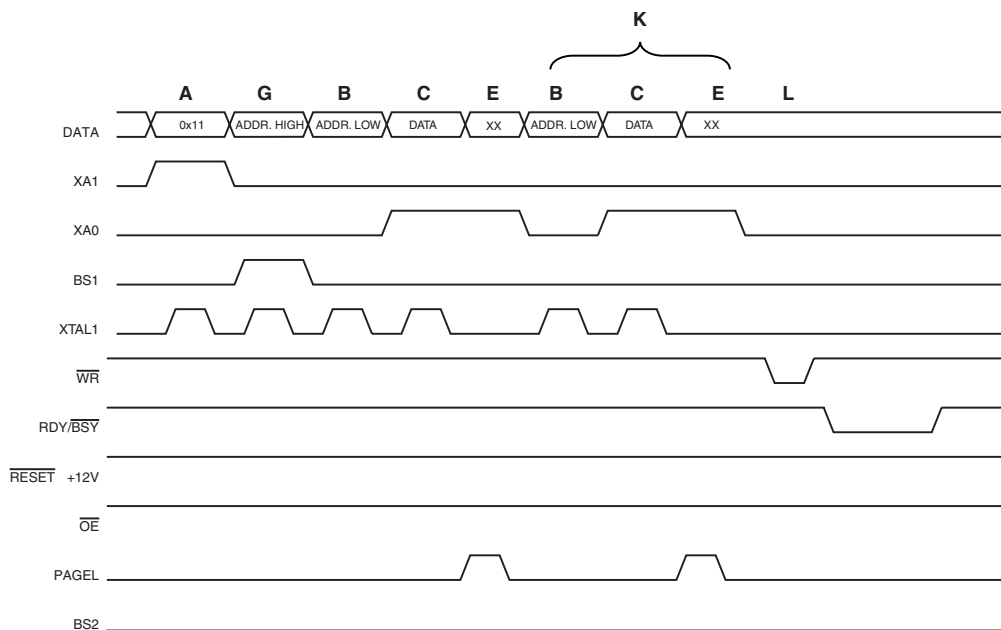 K
A G B C E B C E L
DATA 0x11 ADDR. HIGH ADDR. LOW DATA XX ADDR. LOW DATA XX
XA1
XA0
BS1
XTAL1
WR
RDY/BSY
RESET +12V
OE
PAGEL
BS2